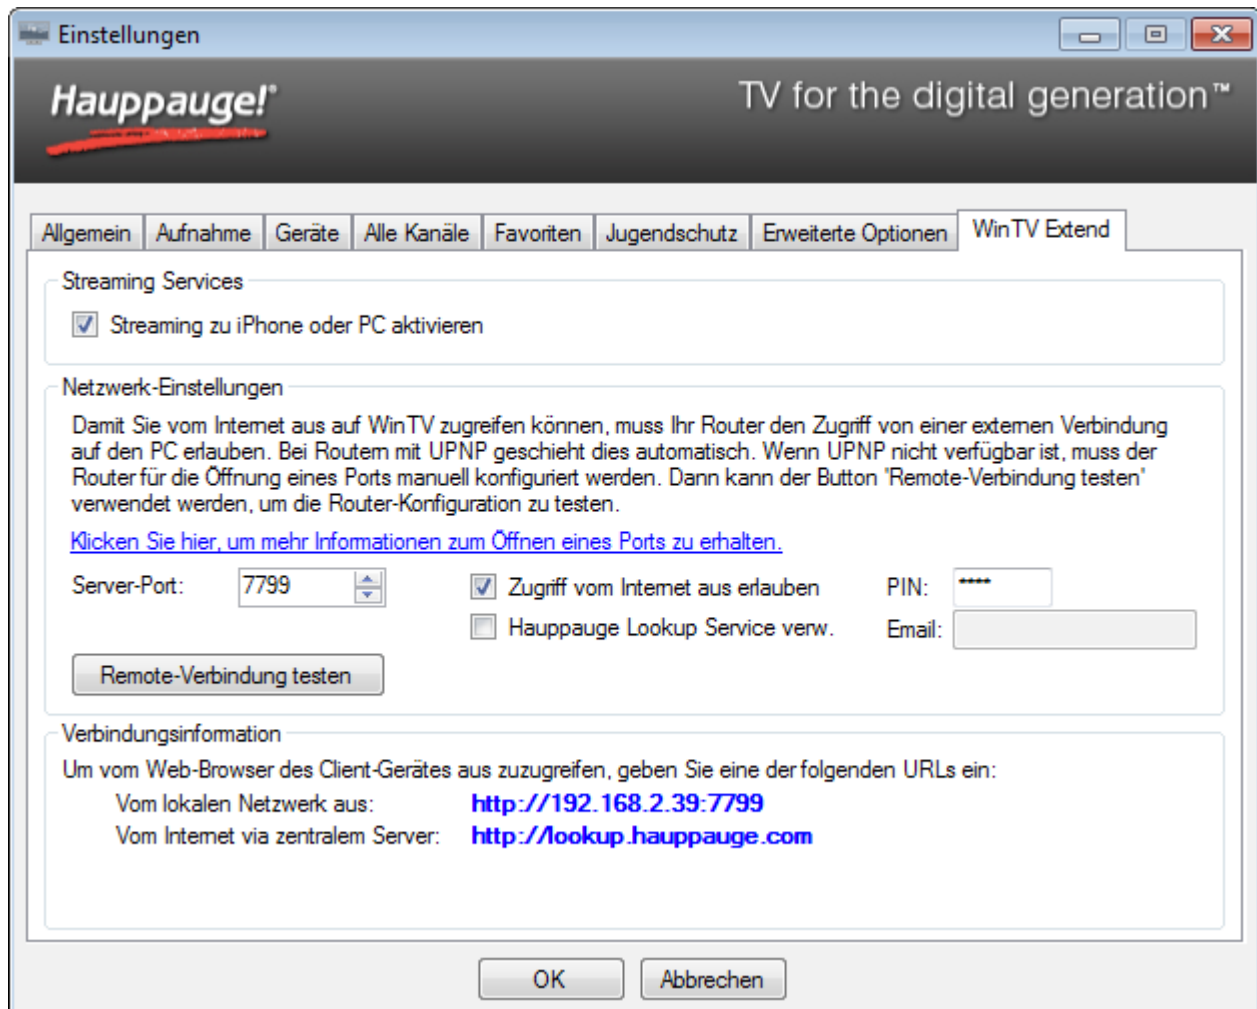 Einstellungen
Hauppauge!®
TV for the digital generation™
Allgemein Aufnahme Geräte Alle Kanäle Favoriten Jugendschutz Erweiterte Optionen WinTV Extend
Streaming Services
Streaming zu iPhone oder PC aktivieren
Netzwerk-Einstellungen
Damit Sie vom Internet aus auf WinTV zugreifen können, muss Ihr Router den Zugriff von einer externen Verbindung
auf den PC erlauben. Bei Routern mit UPNP geschieht dies automatisch. Wenn UPNP nicht verfügbar ist, muss der
Router für die Öffnung eines Ports manuell konfiguriert werden. Dann kann der Button "Remote-Verbindung testen"
verwendet werden, um die Router-Konfiguration zu testen.
Klicken Sie hier, um mehr Informationen zum Öffnen eines Ports zu erhalten.
Server-Port: 7799 Zugriff vom Internet aus erlauben PIN: ****
Hauppauge Lookup Service verw. Email:
Remote-Verbindung testen
Verbindungsinformation
Um vom Web-Browser des Client-Gerätes aus zuzugreifen, geben Sie eine der folgenden URLs ein:
Vom lokalen Netzwerk aus: http://192.168.2.39:7799
Vom Internet via zentralem Server: http://lookup.hauppauge.com
OK Abbrechen